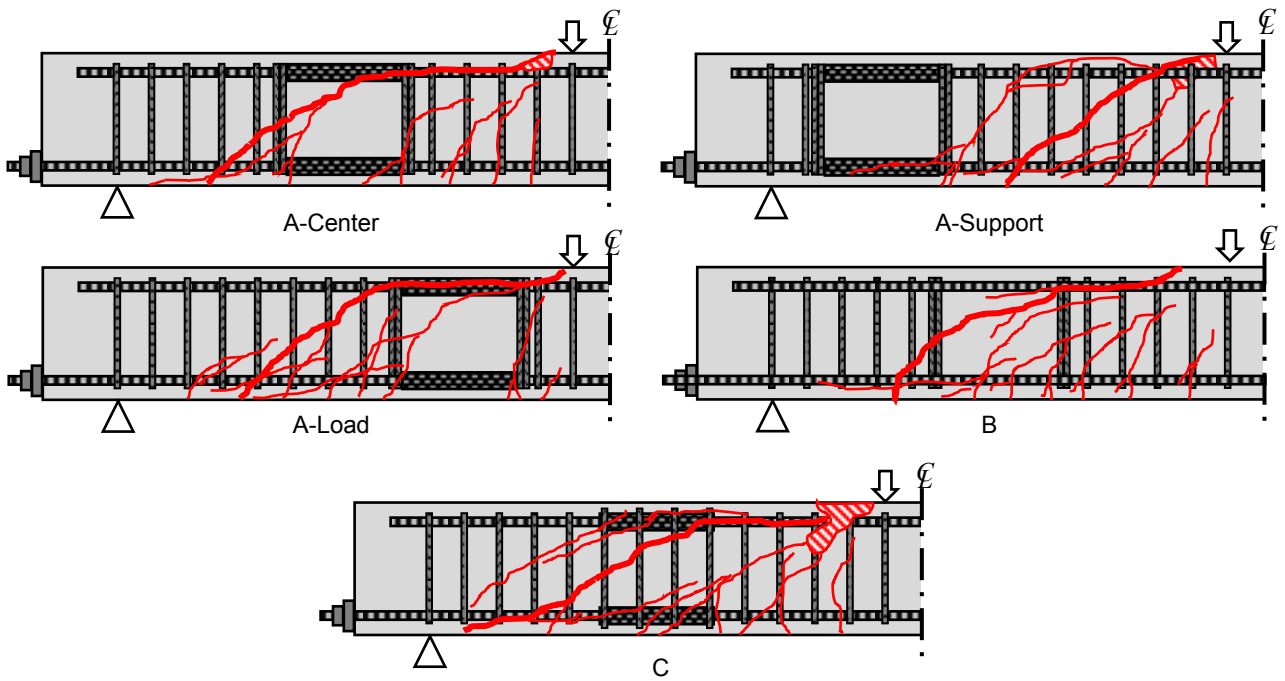 ℄ ℄
A-Center A-Support
℄ ℄
A-Load B
℄
C